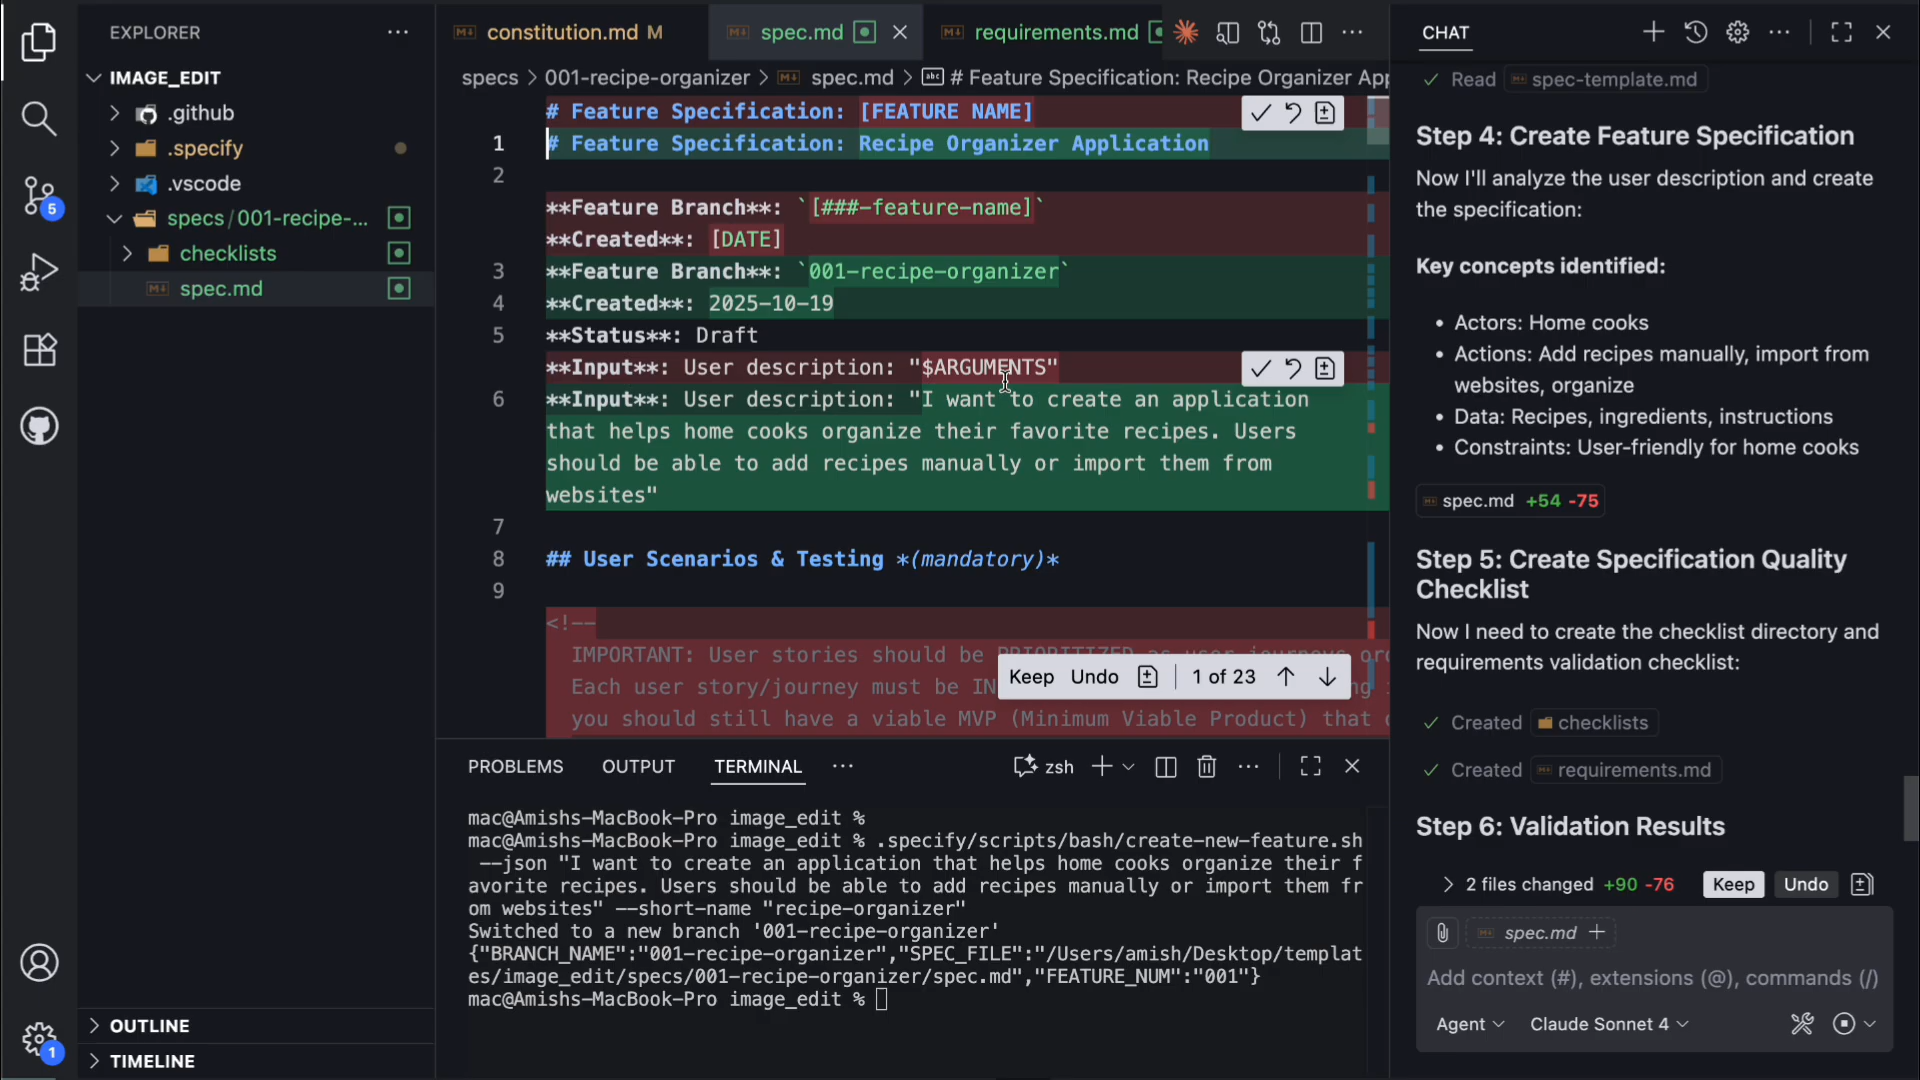 EXPLORER
IMAGE_EDIT
.github
.specify
.vscode
specs/001-recipe-...
checklists
spec.md
5
1
OUTLINE
TIMELINE
constitution.md M
spec.md
requirements.md
specs > 001-recipe-organizer > spec.md > # Feature Specification: Recipe Organizer App
# Feature Specification: [FEATURE NAME]
1 # Feature Specification: Recipe Organizer Application
2
**Feature Branch**: `[###-feature-name]`
**Created**: [DATE]
3 **Feature Branch**: `001-recipe-organizer`
4 **Created**: 2025-10-19
5 **Status**: Draft
**Input**: User description: "$ARGUMENTS"
6 **Input**: User description: "I want to create an application
that helps home cooks organize their favorite recipes. Users
should be able to add recipes manually or import them from
websites"
7
8 ## User Scenarios & Testing *(mandatory)*
9
<!--
IMPORTANT: User stories should be PRIORITIZED as user journeys
Each user story/journey must be IN
you should still have a viable MVP (Minimum Viable Product) that
Keep Undo 1 of 23
PROBLEMS OUTPUT TERMINAL
zsh
mac@Amishs-MacBook-Pro image_edit %
mac@Amishs-MacBook-Pro image_edit % .specify/scripts/bash/create-new-feature.sh
--json "I want to create an application that helps home cooks organize their f
avorite recipes. Users should be able to add recipes manually or import them fr
om websites" --short-name "recipe-organizer"
Switched to a new branch '001-recipe-organizer'
{"BRANCH_NAME":"001-recipe-organizer","SPEC_FILE":"/Users/amish/Desktop/templat
es/image_edit/specs/001-recipe-organizer/spec.md","FEATURE_NUM":"001"}
mac@Amishs-MacBook-Pro image_edit %
CHAT
Read spec-template.md
Step 4: Create Feature Specification
Now I'll analyze the user description and create
the specification:
Key concepts identified:
• Actors: Home cooks
• Actions: Add recipes manually, import from
websites, organize
• Data: Recipes, ingredients, instructions
• Constraints: User-friendly for home cooks
spec.md +54 -75
Step 5: Create Specification Quality
Checklist
Now I need to create the checklist directory and
requirements validation checklist:
Created checklists
Created requirements.md
Step 6: Validation Results
2 files changed +90 -76 Keep Undo
spec.md +
Add context (#), extensions (@), commands (/)
Agent Claude Sonnet 4